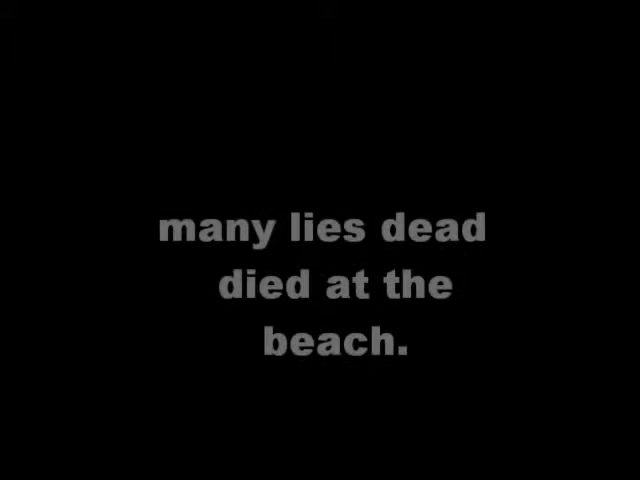 many lies dead
died at the
beach.